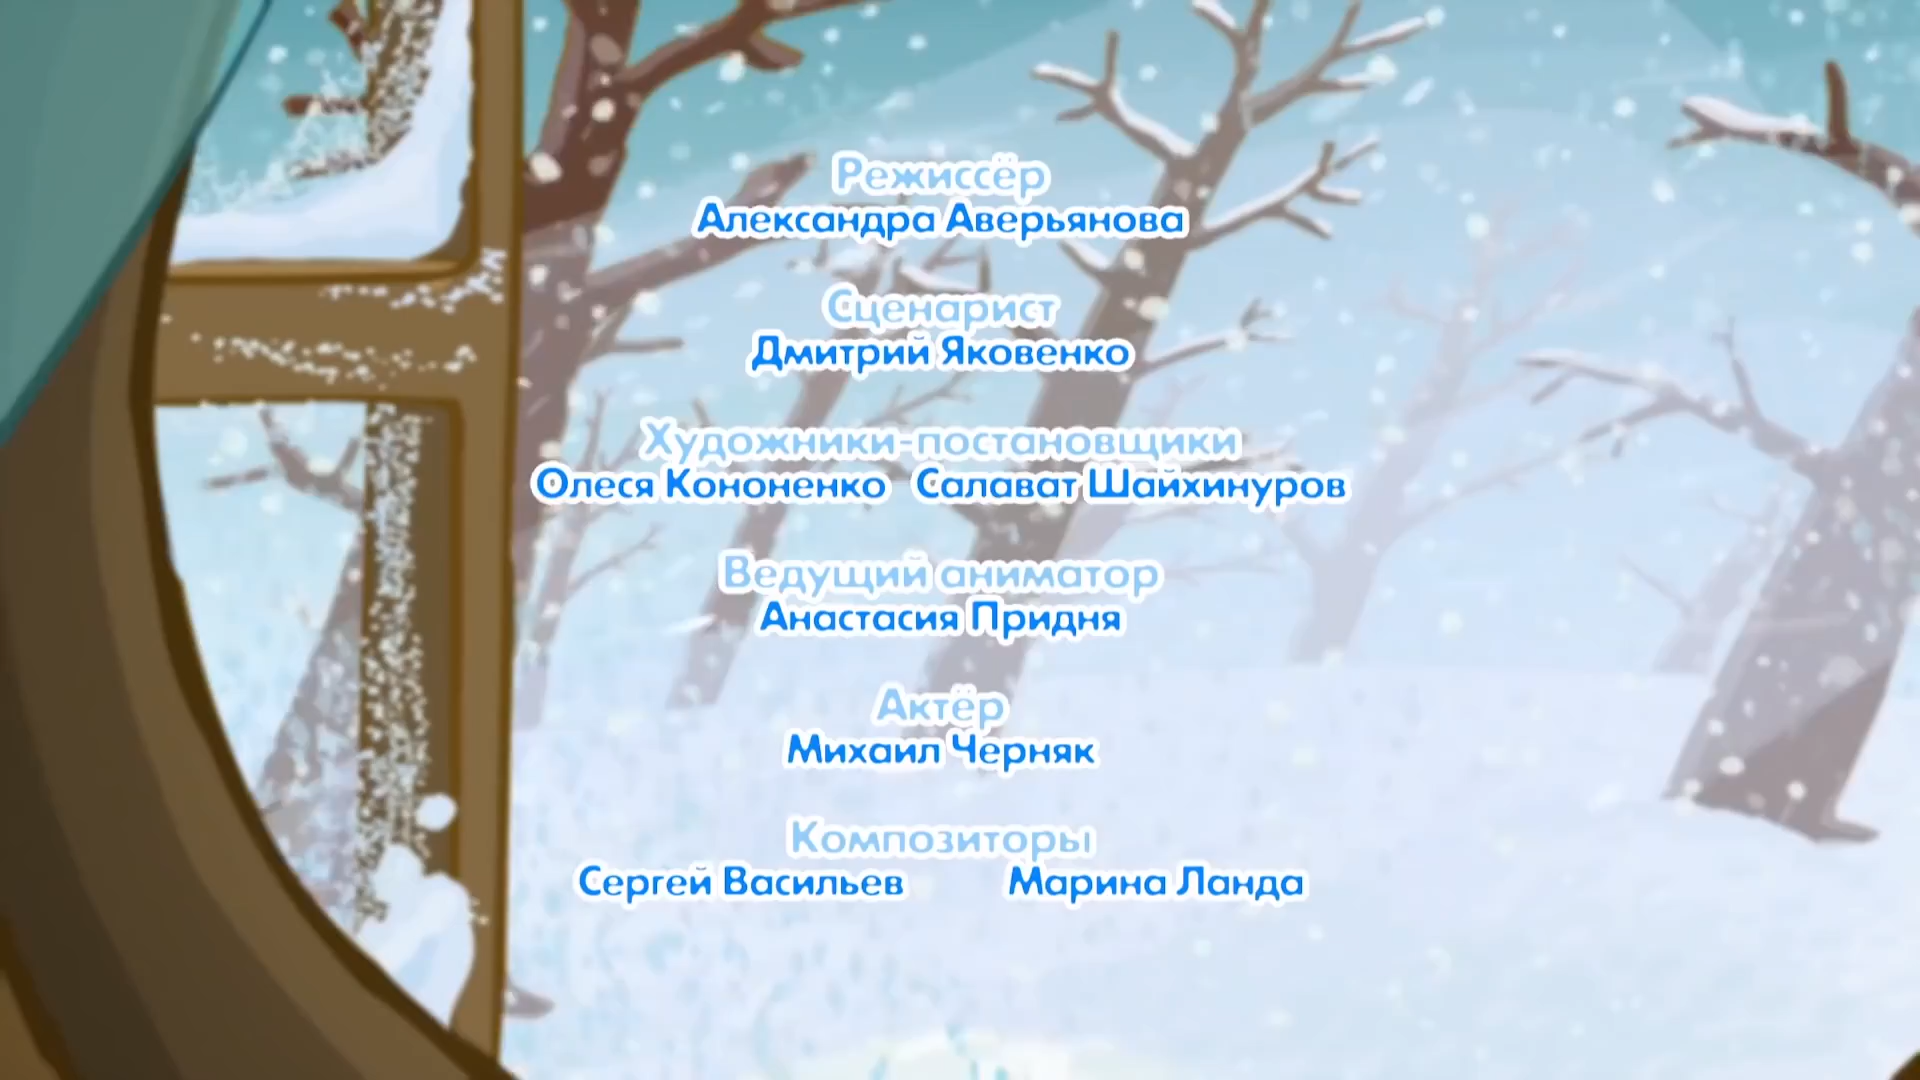 Режиссёр
Александра Аверьянова
Сценарист
Дмитрий Яковенко
Художники-постановщики
Олеся Кононенко Салават Шайхинуров
Ведущий аниматор
Анастасия Придня
Актёр
Михаил Черняк
Композиторы
Сергей Васильев Марина Ланда